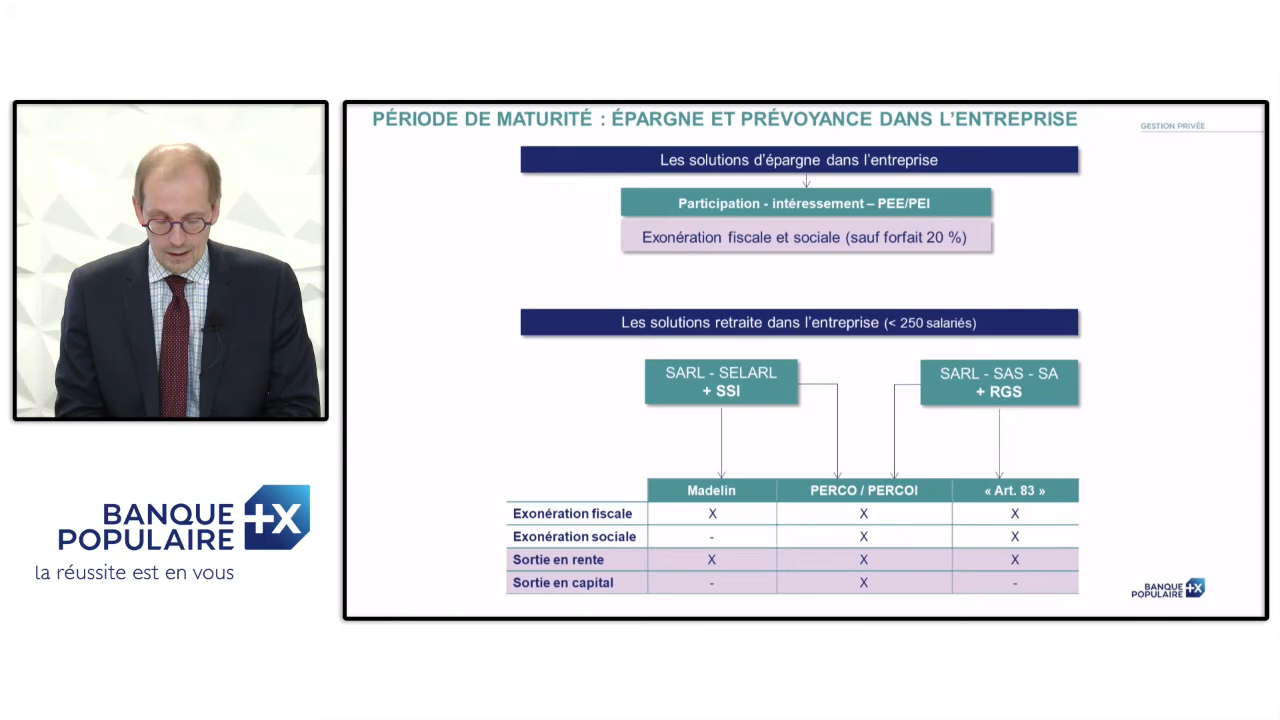 PÉRIODE DE MATURITÉ : ÉPARGNE ET PRÉVOYANCE DANS L'ENTREPRISE
GESTION PRIVÉE
Les solutions d'épargne dans l'entreprise
Participation - intéressement – PEE/PEI
Exonération fiscale et sociale (sauf forfait 20 %)
Les solutions retraite dans l'entreprise (< 250 salariés)
SARL - SELARL
+ SSI
SARL - SAS - SA
+ RGS
Madelin PERCO / PERCOI « Art. 83 »
Exonération fiscale X X X
Exonération sociale - X X
Sortie en rente X X X
Sortie en capital - X -
BANQUE
POPULAIRE +X
BANQUE
POPULAIRE +X
la réussite est en vous